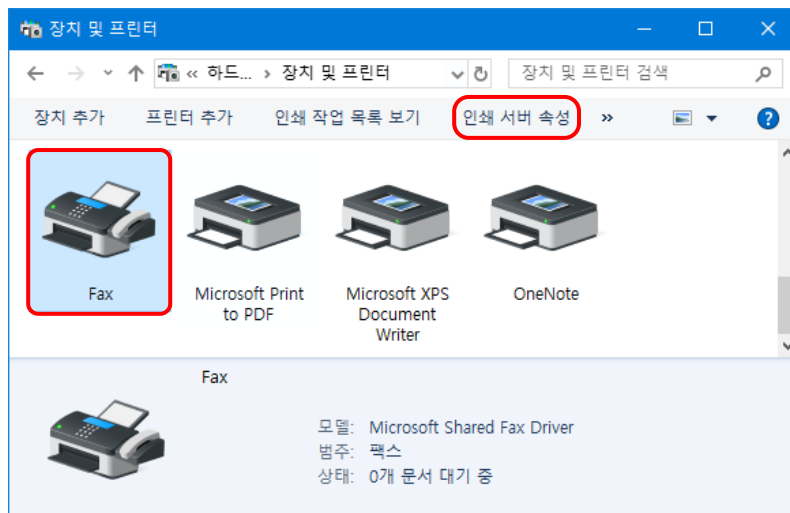 장치 및 프린터
« 하드... › 장치 및 프린터
장치 및 프린터 검색
장치 추가 프린터 추가 인쇄 작업 목록 보기 인쇄 서버 속성 »
Fax
Microsoft Print
to PDF
Microsoft XPS
Document
Writer
OneNote
Fax
모델: Microsoft Shared Fax Driver
범주: 팩스
상태: 0개 문서 대기 중